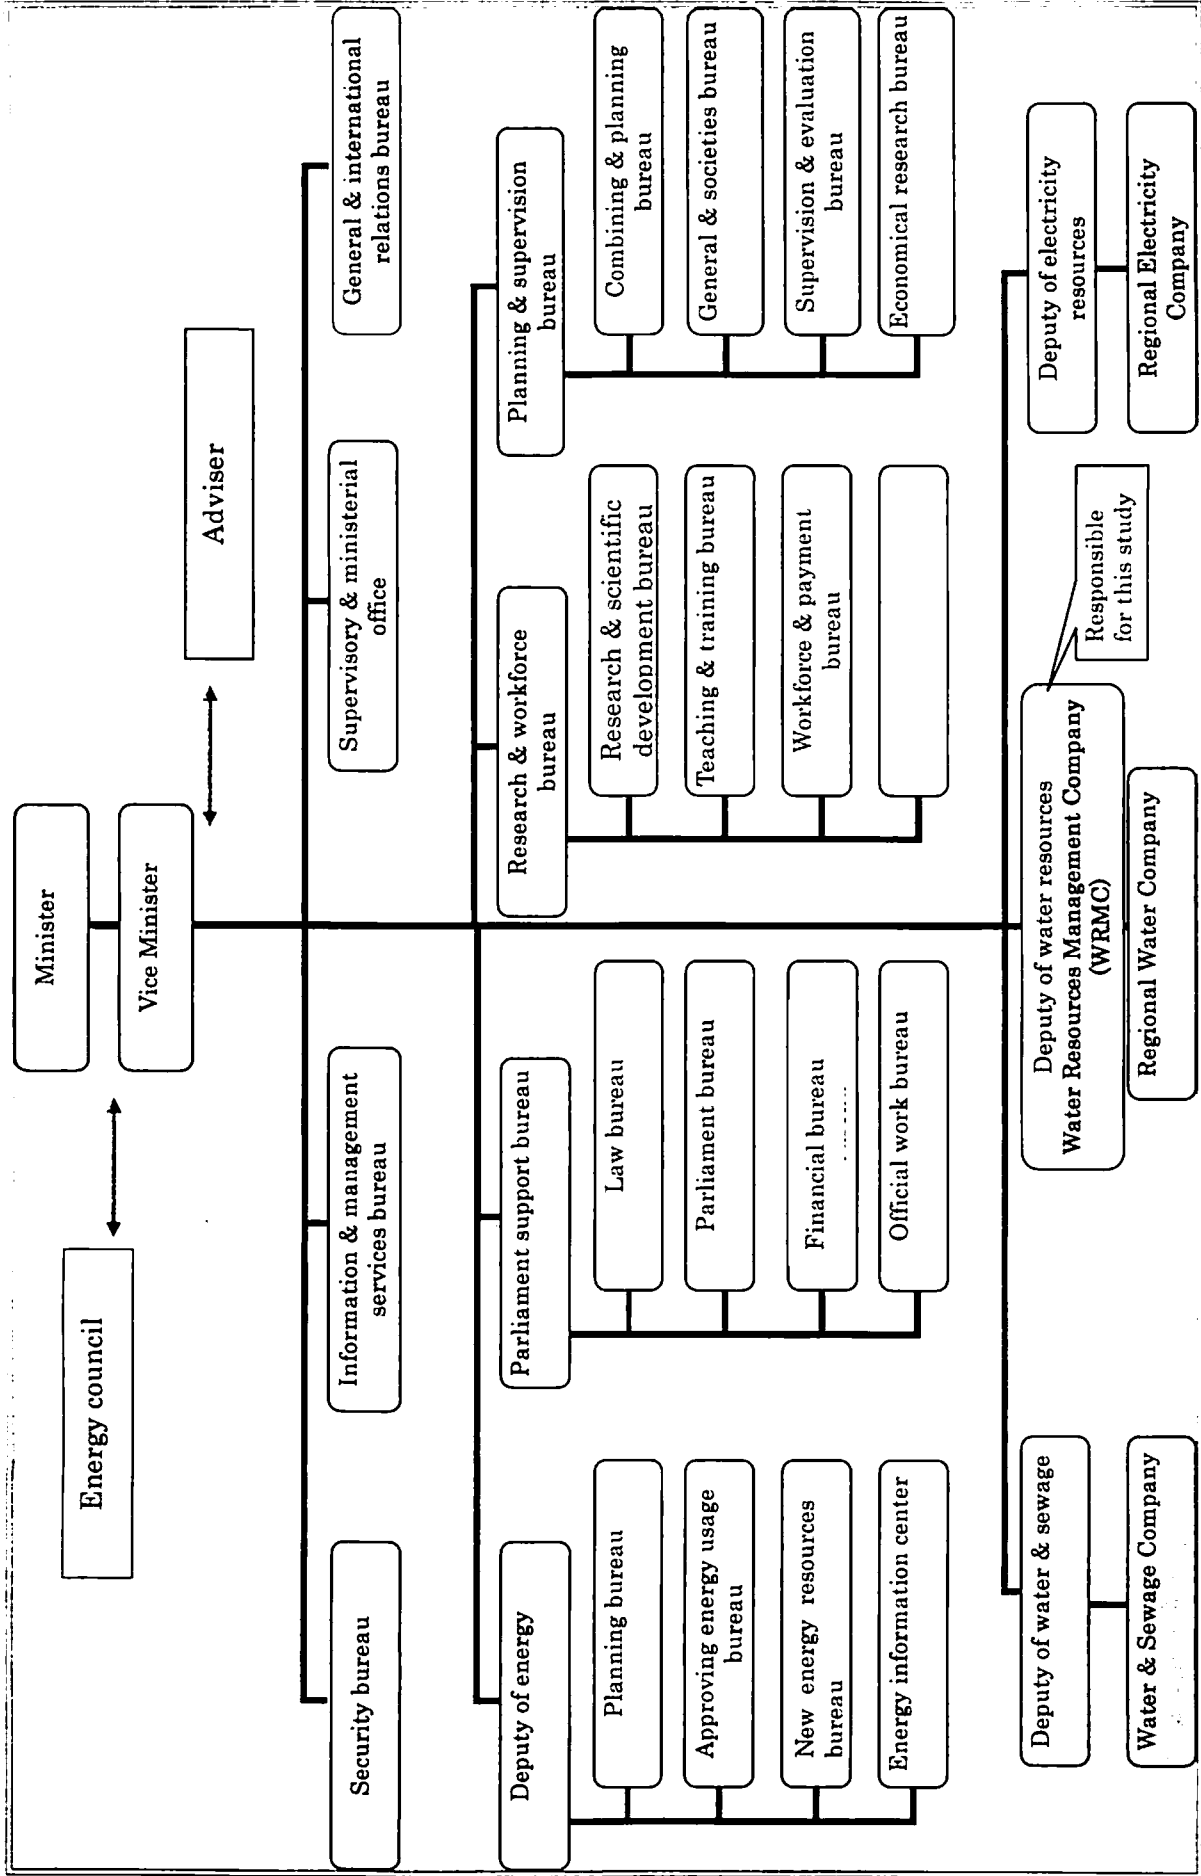 Minister
Vice Minister
Energy council
Adviser
Security bureau
Information & management
services bureau
Supervisory & ministerial
office
General & international
relations bureau
Deputy of energy
Planning bureau
Approving energy usage
bureau
New energy resources
bureau
Energy information center
Parliament support bureau
Law bureau
Parliament bureau
Financial bureau
Official work bureau
Research & workforce
bureau
Research & scientific
development bureau
Teaching & training bureau
Workforce & payment
bureau
Planning & supervision
bureau
Combining & planning
bureau
General & societies bureau
Supervision & evaluation
bureau
Economical research bureau
Deputy of water & sewage
Water & Sewage Company
Deputy of water resources
Water Resources Management Company
(WRMC)
Regional Water Company
Responsible
for this study
Deputy of electricity
resources
Regional Electricity
Company